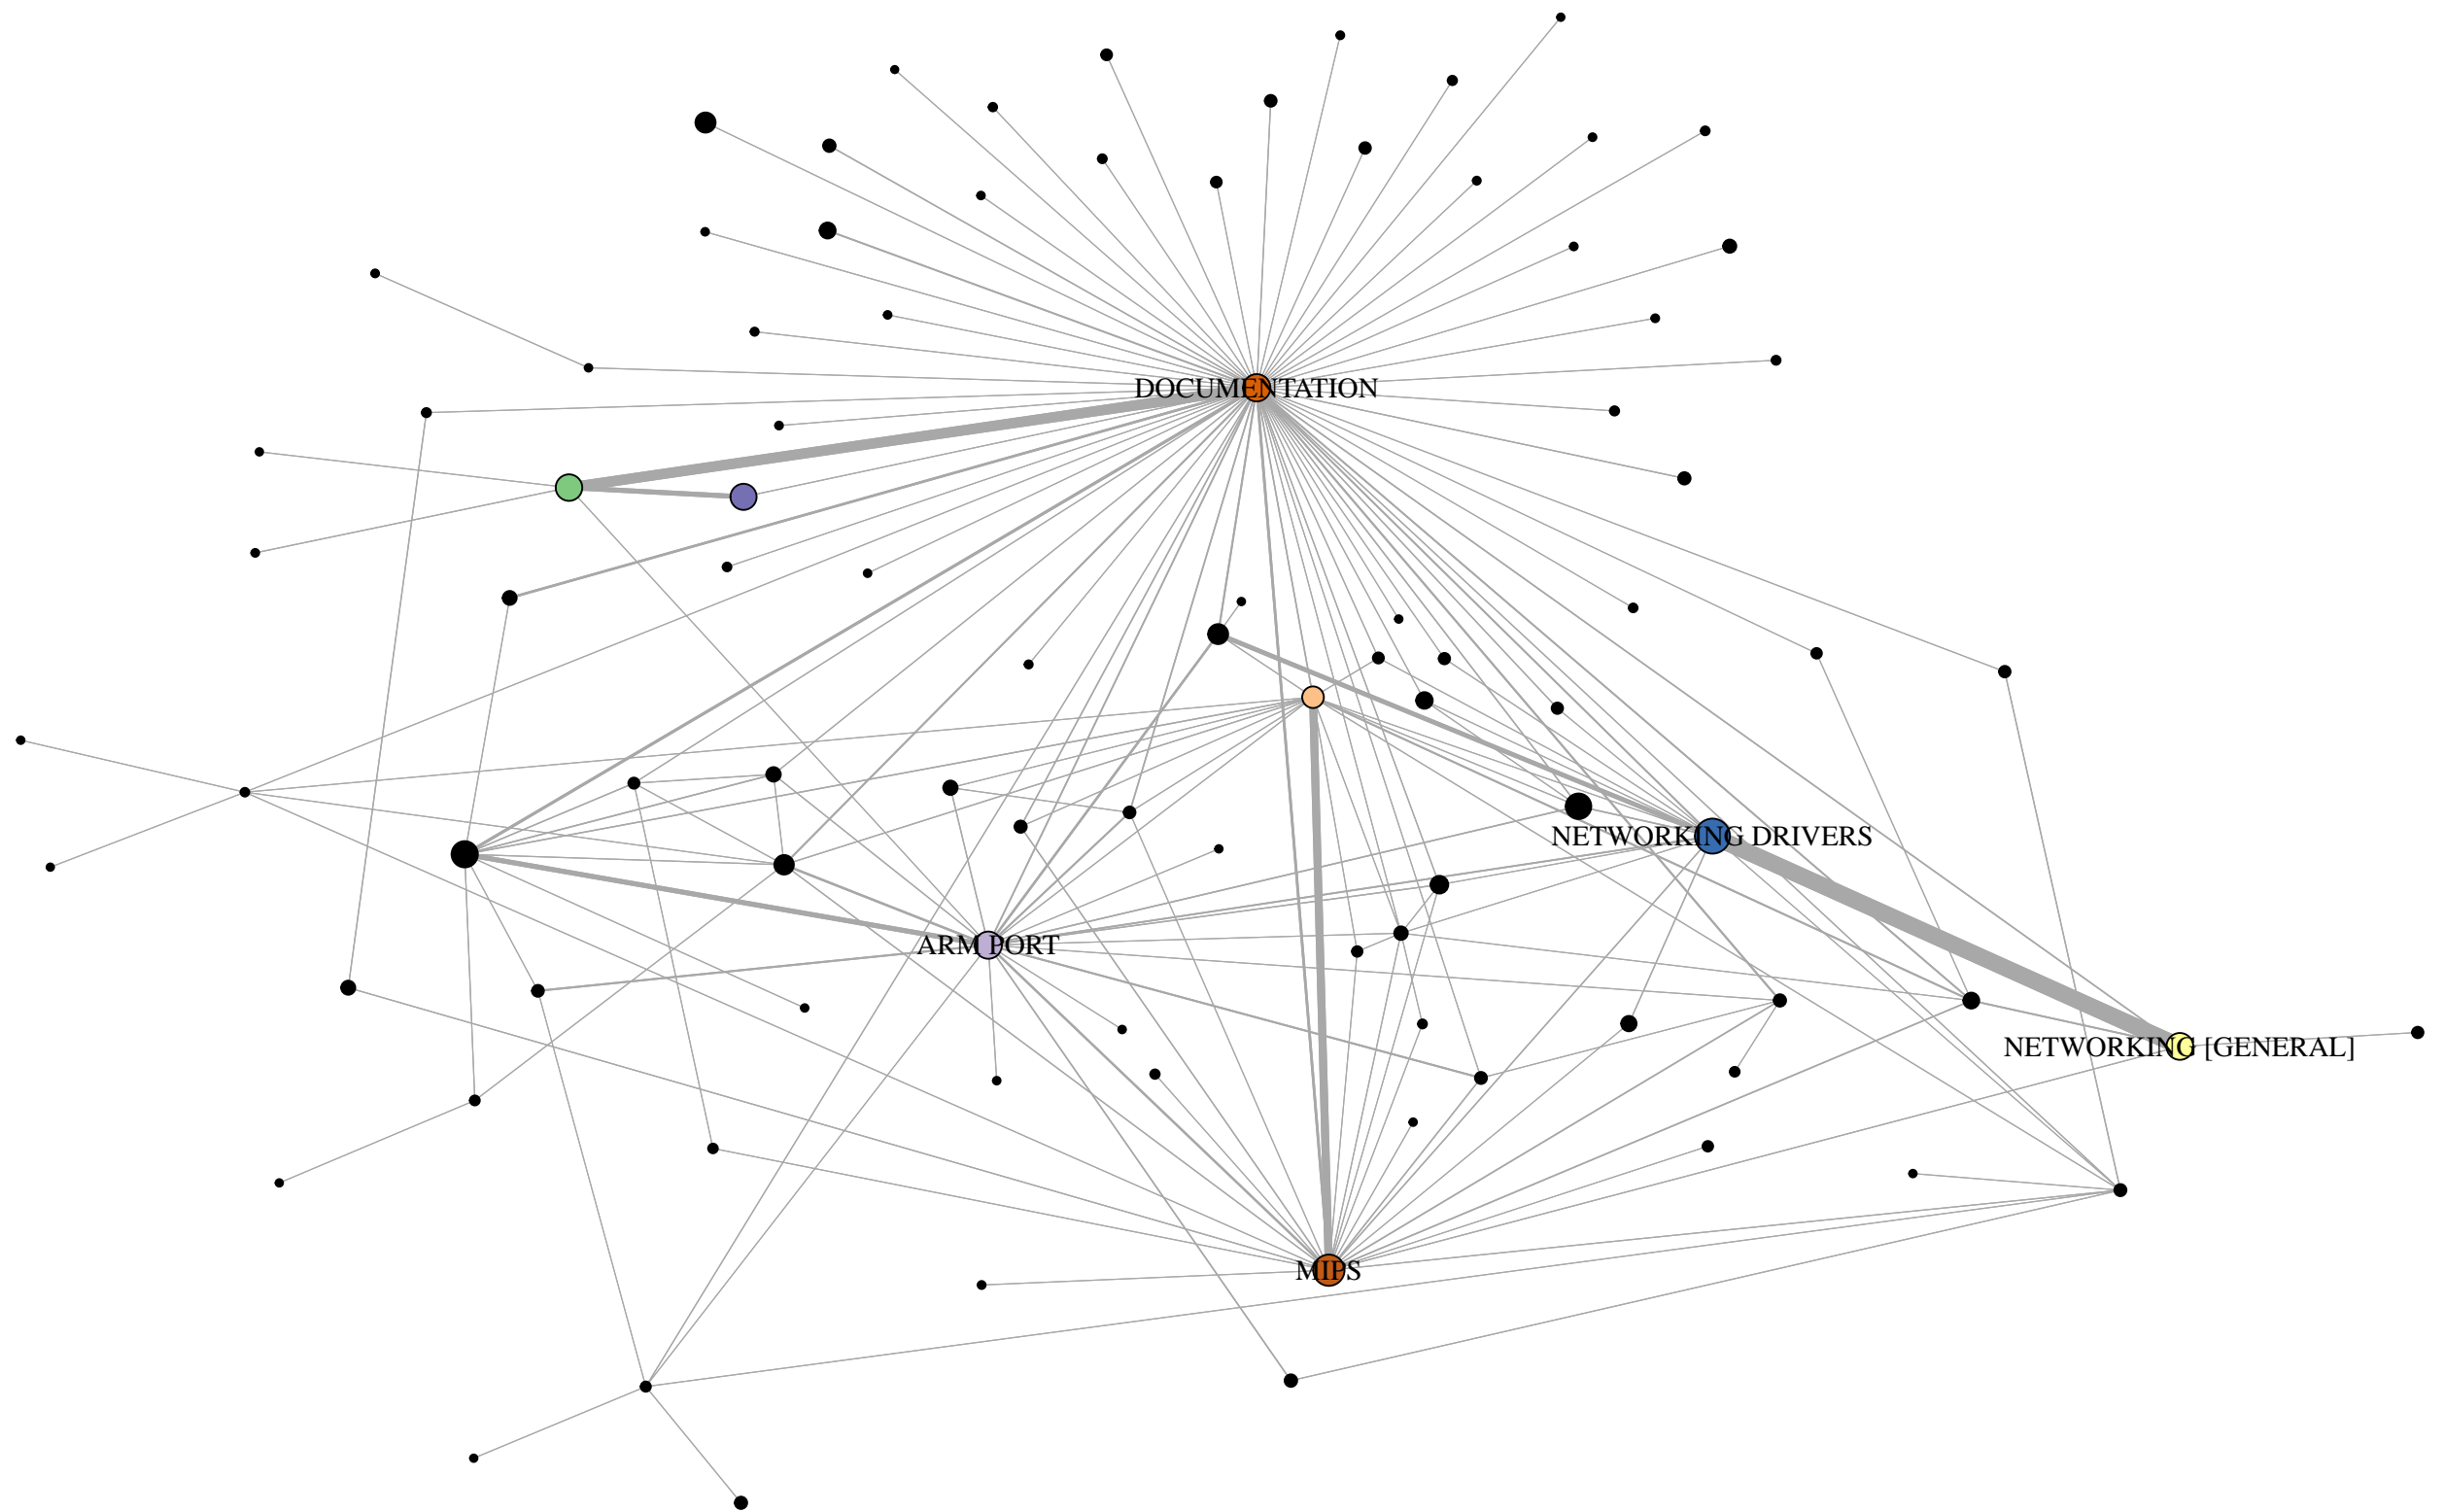 DOCUMENTATION
NETWORKING DRIVERS
ARM PORT
NETWORKING [GENERAL]
MIPS